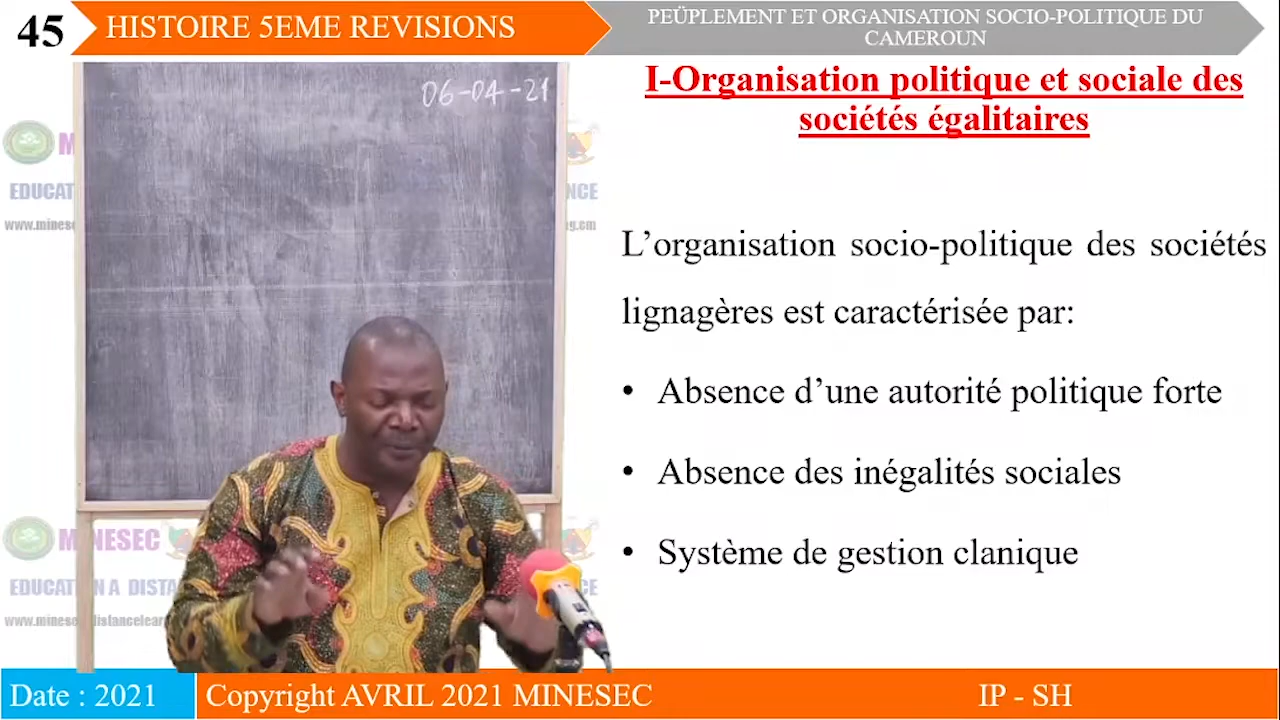 45
HISTOIRE 5EME REVISIONS
PEÜPLEMENT ET ORGANISATION SOCIO-POLITIQUE DU
CAMEROUN
06-04-21
I-Organisation politique et sociale des
sociétés égalitaires
L’organisation socio-politique des sociétés
lignagères est caractérisée par:
• Absence d’une autorité politique forte
• Absence des inégalités sociales
• Système de gestion clanique
MINESEC
EDUCATION A DISTA
Date : 2021
Copyright AVRIL 2021 MINESEC
IP - SH